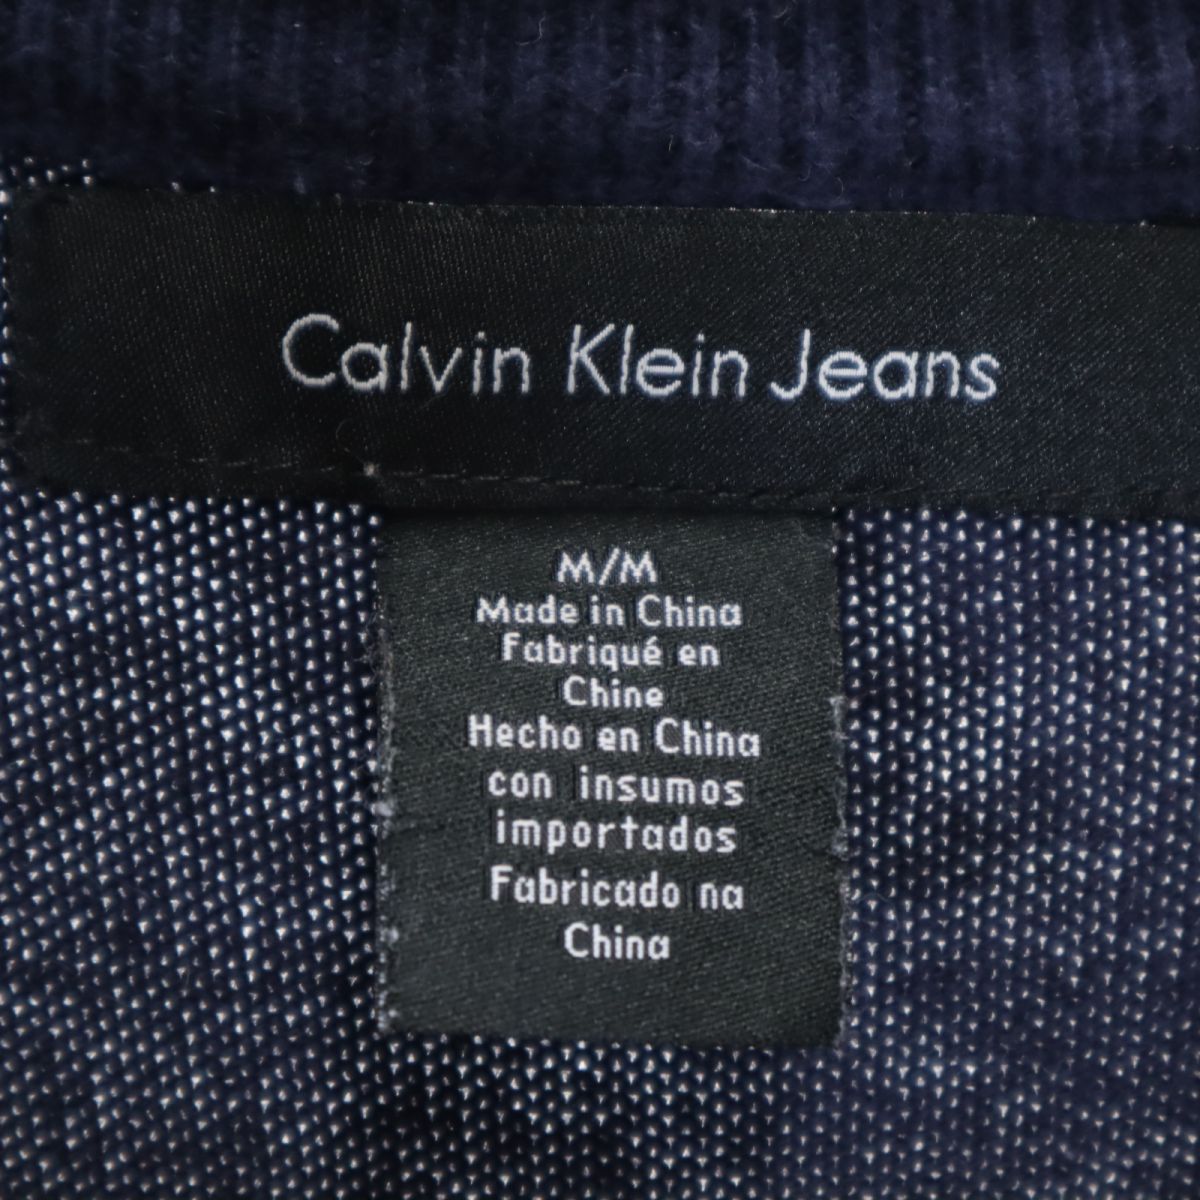 Calvin Klein Jeans
M/M
Made in China
Fabriqué en
Chine
Hecho en China
con insumos
importados
Fabricado na
China